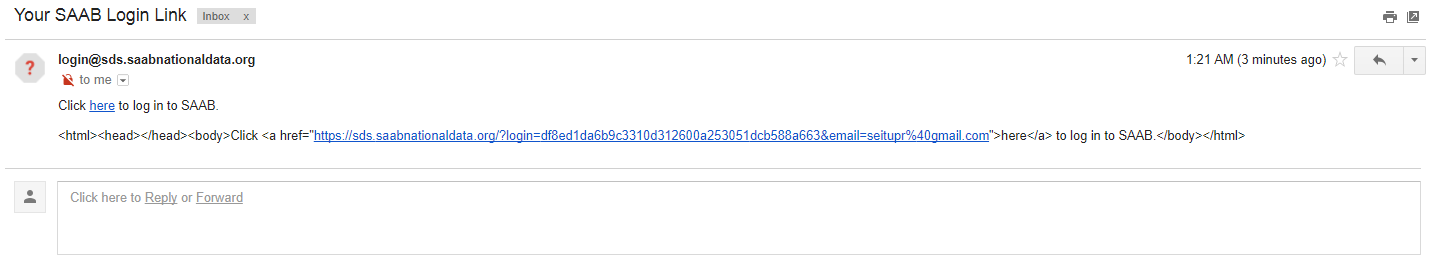 Your SAAB Login Link Inbox x
login@sds.saabnationaldata.org 1:21 AM (3 minutes ago)
?
to me
Click here to log in to SAAB.
<html><head></head><body>Click <a href="https://sds.saabnationaldata.org/?login=df8ed1da6b9c3310d312600a253051dcb588a663&email=seitupr%40gmail.com">here</a> to log in to SAAB.</body></html>
Click here to Reply or Forward